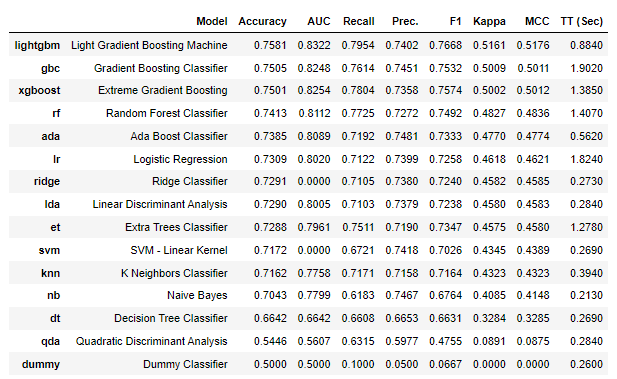 Model Accuracy AUC Recall Prec. F1 Kappa MCC TT (Sec)
lightgbm Light Gradient Boosting Machine 0.7581 0.8322 0.7954 0.7402 0.7668 0.5161 0.5176 0.8840
gbc Gradient Boosting Classifier 0.7505 0.8248 0.7614 0.7451 0.7532 0.5009 0.5011 1.9020
xgboost Extreme Gradient Boosting 0.7501 0.8254 0.7804 0.7358 0.7574 0.5002 0.5012 1.3850
rf Random Forest Classifier 0.7413 0.8112 0.7725 0.7272 0.7492 0.4827 0.4836 1.4070
ada Ada Boost Classifier 0.7385 0.8089 0.7192 0.7481 0.7333 0.4770 0.4774 0.5620
lr Logistic Regression 0.7309 0.8020 0.7122 0.7399 0.7258 0.4618 0.4621 1.8240
ridge Ridge Classifier 0.7291 0.0000 0.7105 0.7380 0.7240 0.4582 0.4585 0.2730
lda Linear Discriminant Analysis 0.7290 0.8005 0.7103 0.7379 0.7238 0.4580 0.4583 0.2840
et Extra Trees Classifier 0.7288 0.7961 0.7511 0.7190 0.7347 0.4575 0.4580 1.2780
svm SVM - Linear Kernel 0.7172 0.0000 0.6721 0.7418 0.7026 0.4345 0.4389 0.2690
knn K Neighbors Classifier 0.7162 0.7758 0.7171 0.7158 0.7164 0.4323 0.4323 0.3940
nb Naive Bayes 0.7043 0.7799 0.6183 0.7467 0.6764 0.4085 0.4148 0.2130
dt Decision Tree Classifier 0.6642 0.6642 0.6608 0.6653 0.6631 0.3284 0.3285 0.2690
qda Quadratic Discriminant Analysis 0.5446 0.5607 0.6315 0.5977 0.4755 0.0891 0.0875 0.2840
dummy Dummy Classifier 0.5000 0.5000 0.1000 0.0500 0.0667 0.0000 0.0000 0.2600